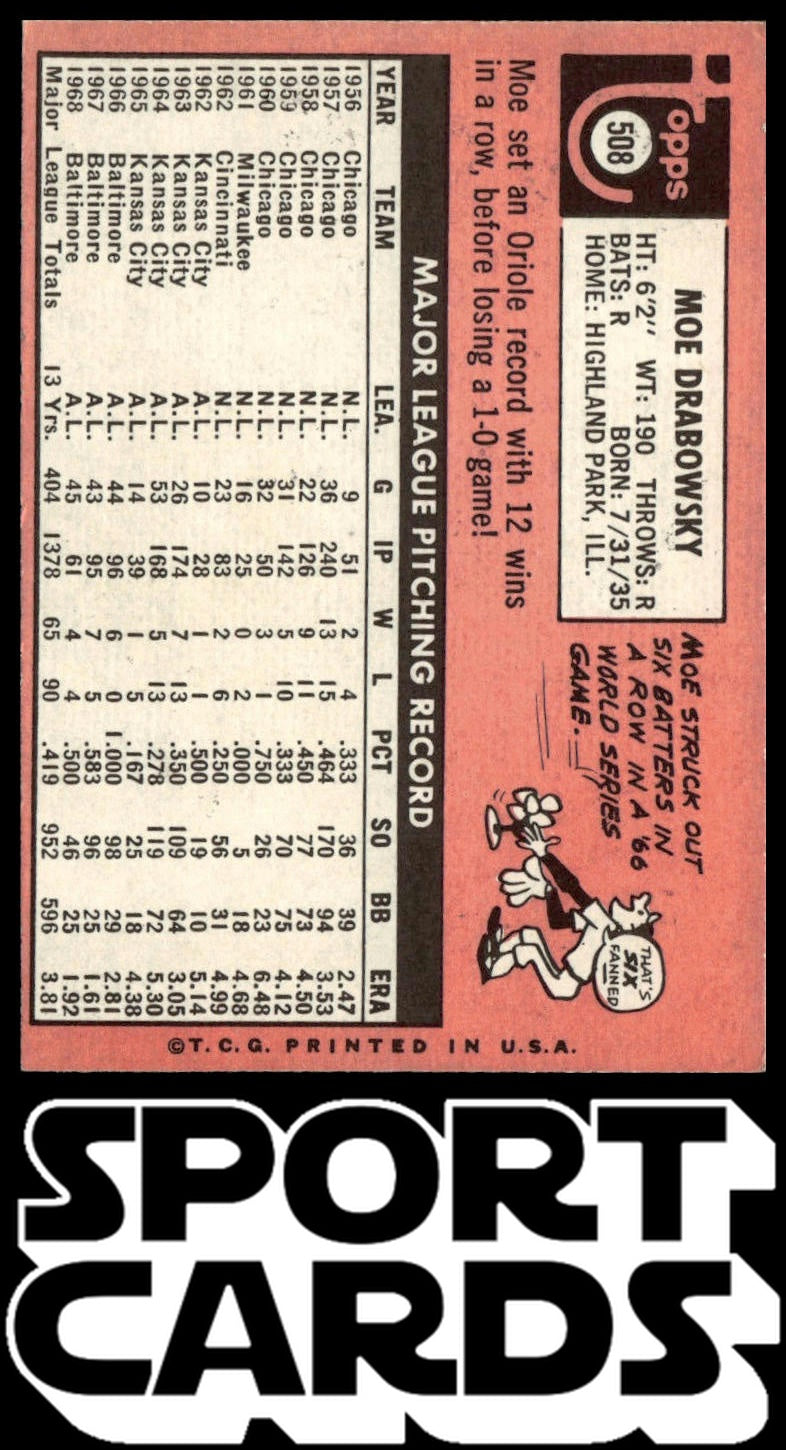 Topps
508
MOE DRABOWSKY
HT: 6'2" WT: 190 THROWS: R
BATS: R BORN: 7/31/35
HOME: HIGHLAND PARK, ILL.
MOE STRUCK OUT
SIX BATTERS IN
A ROW IN A '66
WORLD SERIES
GAME.
THAT'S
SIX
FANNED
Moe set an Oriole record with 12 wins
in a row, before losing a 1-0 game!
MAJOR LEAGUE PITCHING RECORD
YEAR TEAM LEA. G IP W L PCT SO BB ERA
1956 Chicago N.L. 9 51 2 4 .333 36 39 2.47
1957 Chicago N.L. 36 240 13 15 .464 170 94 3.53
1958 Chicago N.L. 22 126 9 11 .450 77 73 4.50
1959 Chicago N.L. 31 142 5 10 .333 70 75 4.12
1960 Chicago N.L. 32 50 3 1 .750 26 23 6.48
1961 Milwaukee N.L. 16 25 0 2 .000 5 18 4.68
1962 Cincinnati N.L. 23 83 2 6 .250 56 31 4.99
1962 Kansas City A.L. 10 28 1 1 .500 19 10 5.14
1963 Kansas City A.L. 26 174 7 13 .350 109 64 3.05
1964 Kansas City A.L. 53 168 5 13 .278 119 72 5.30
1965 Kansas City A.L. 14 39 1 5 .167 25 18 4.38
1966 Baltimore A.L. 44 96 6 0 1.000 98 29 2.81
1967 Baltimore A.L. 43 95 7 5 .583 96 25 1.61
1968 Baltimore A.L. 45 61 4 4 .500 46 25 1.92
Major League Totals 13 Yrs. 404 1378 65 90 .419 952 596 3.81
©T.C.G. PRINTED IN U.S.A.
SPORT
CARDS